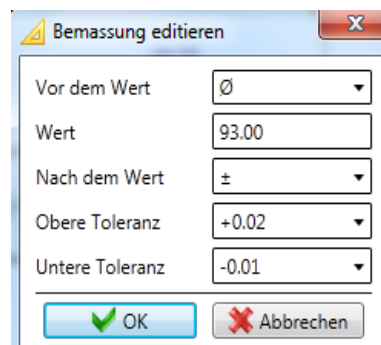 Bemassung editieren
Vor dem Wert Ø
Wert 93.00
Nach dem Wert ±
Obere Toleranz +0.02
Untere Toleranz -0.01
OK Abbrechen